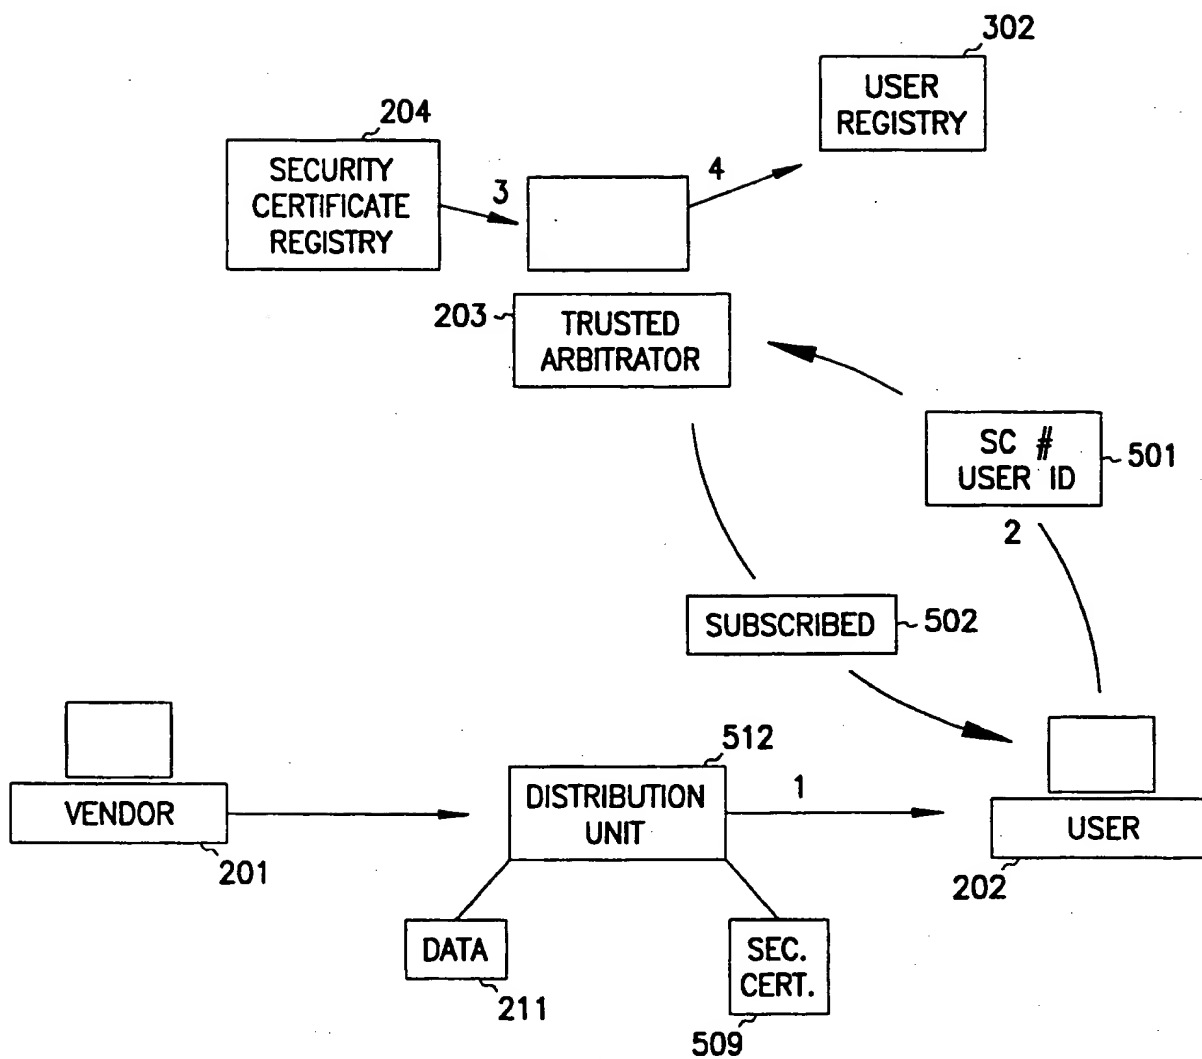 302
USER
REGISTRY
204
SECURITY
CERTIFICATE
REGISTRY
3
4
203
TRUSTED
ARBITRATOR
SC #
USER ID
501
2
SUBSCRIBED
502
VENDOR
201
512
DISTRIBUTION
UNIT
1
USER
202
DATA
211
SEC.
CERT.
509